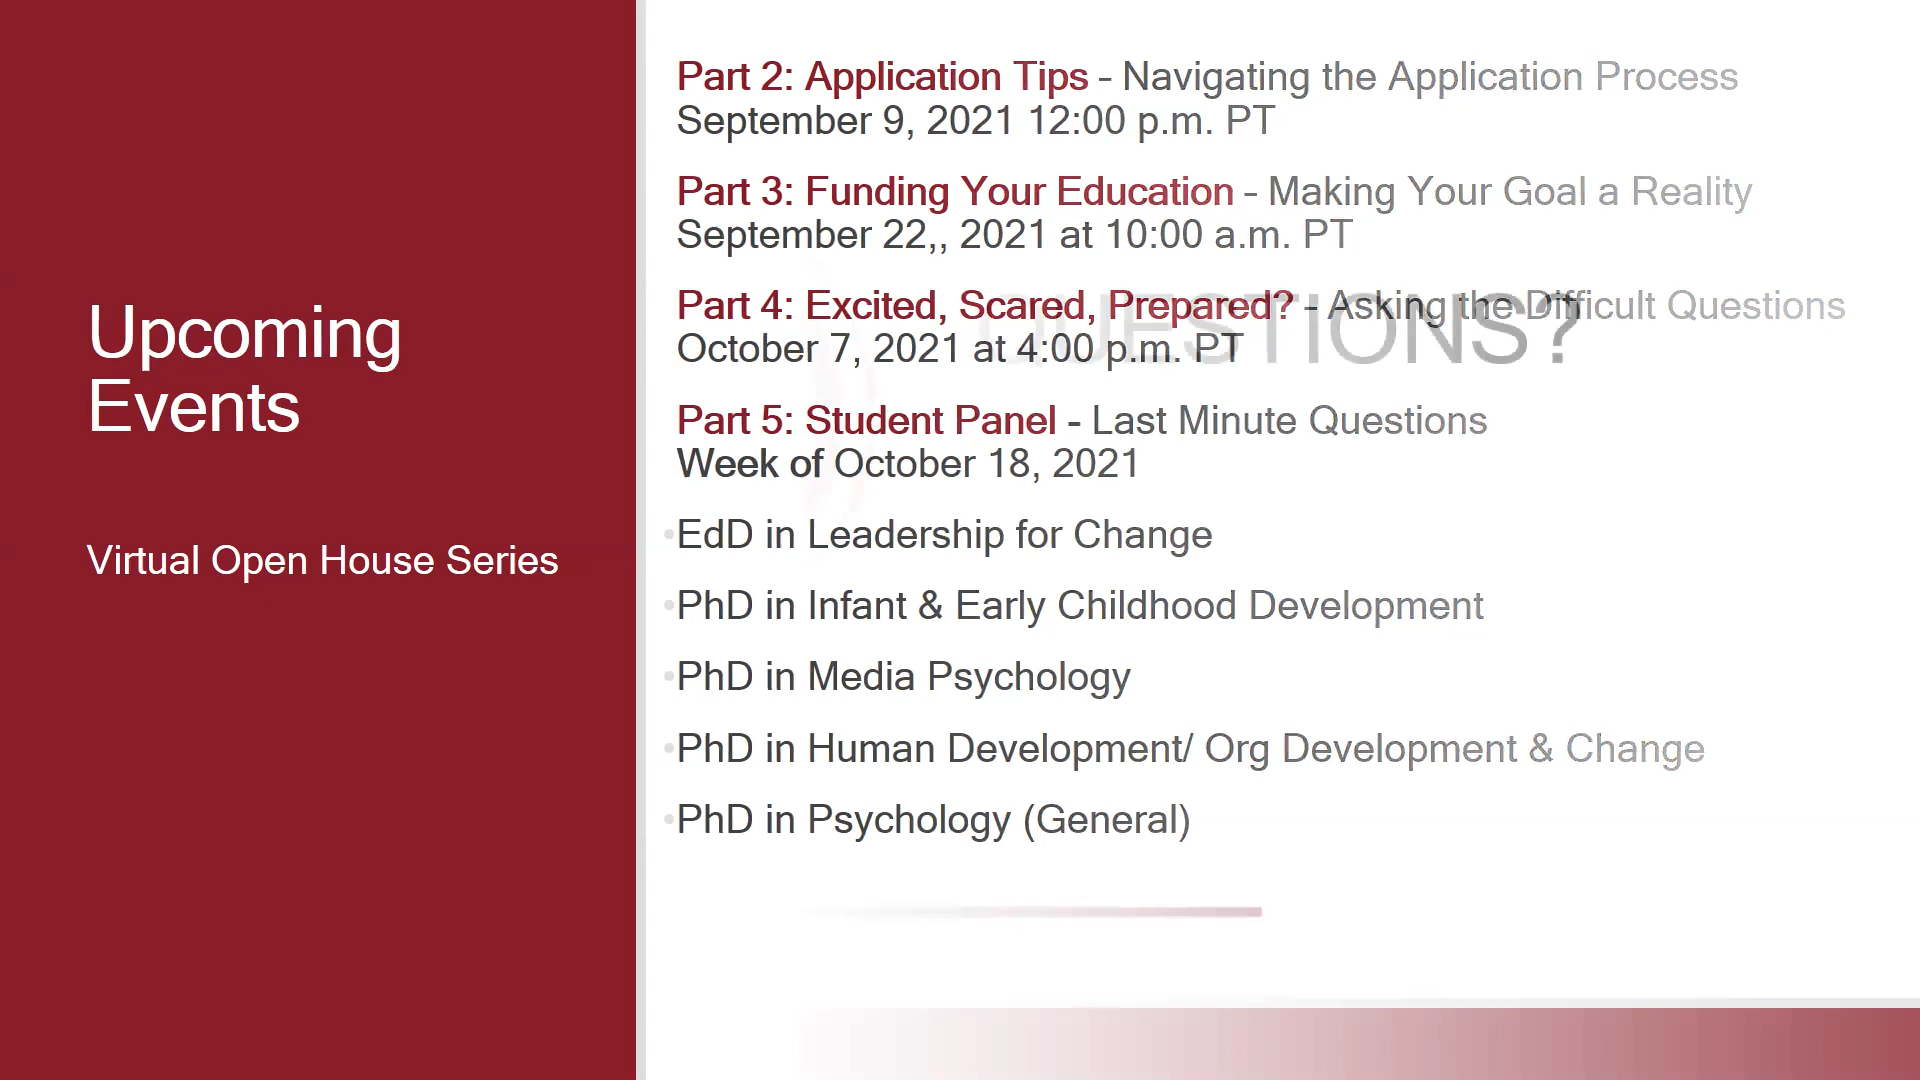 Upcoming
Events
Virtual Open House Series
Part 2: Application Tips - Navigating the Application Process
September 9, 2021 12:00 p.m. PT
Part 3: Funding Your Education - Making Your Goal a Reality
September 22,, 2021 at 10:00 a.m. PT
Part 4: Excited, Scared, Prepared? - Asking the Difficult Questions
October 7, 2021 at 4:00 p.m. PT
QUESTIONS?
Part 5: Student Panel - Last Minute Questions
Week of October 18, 2021
•EdD in Leadership for Change
•PhD in Infant & Early Childhood Development
•PhD in Media Psychology
•PhD in Human Development/ Org Development & Change
•PhD in Psychology (General)